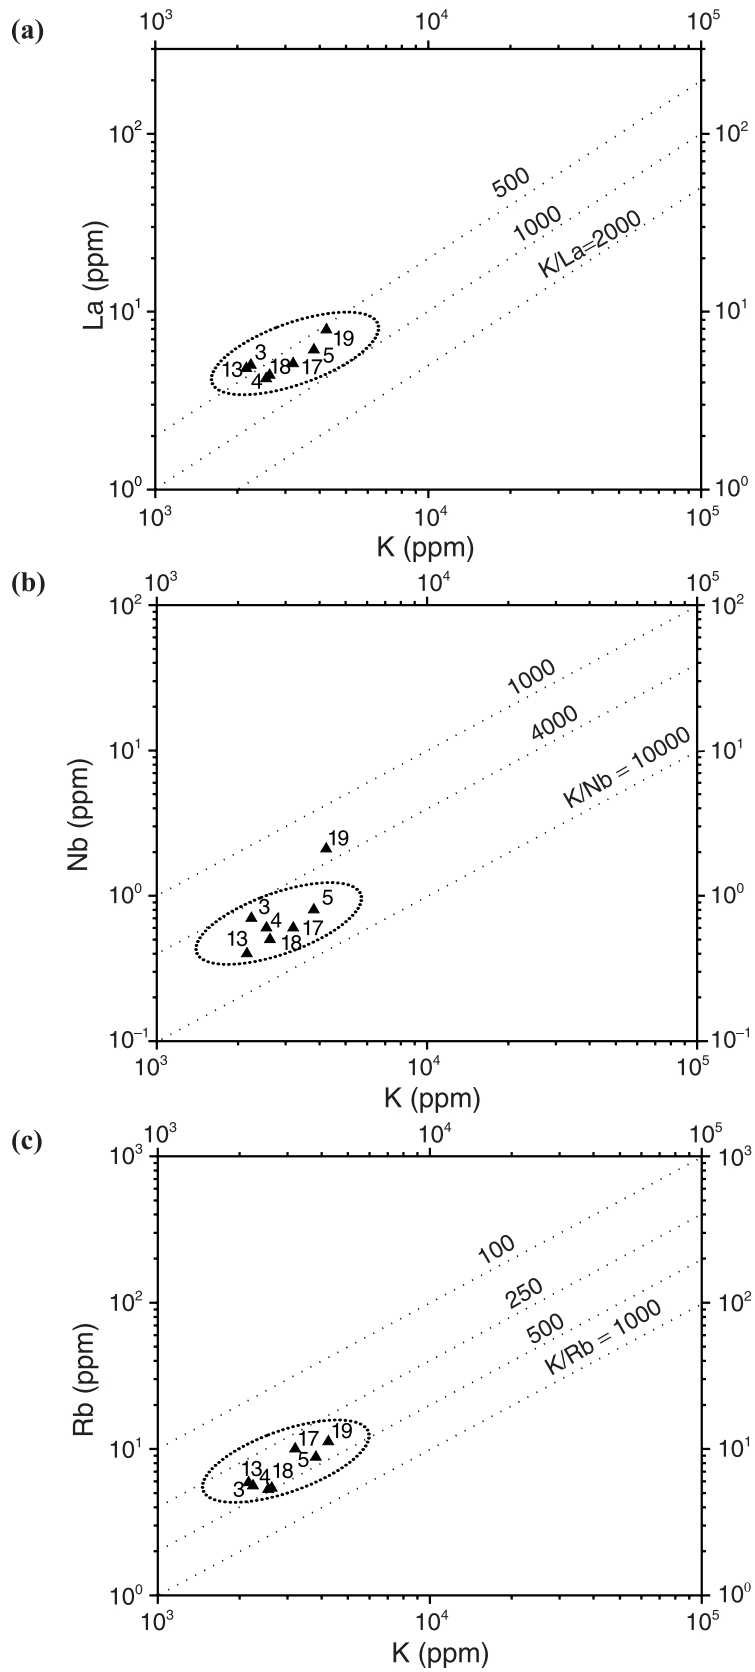 (a)
10³ 10⁴ 10⁵
10² 10²
10¹ 10¹
10⁰ 10⁰
La (ppm)
500
1000
K/La=2000
19
3
5
13 18 17
4
10³ 10⁴ 10⁵
K (ppm)
(b)
10³ 10⁴ 10⁵
10² 10²
10¹ 10¹
10⁰ 10⁰
10⁻¹ 10⁻¹
Nb (ppm)
1000
4000
K/Nb = 10000
19
5
3
4 17
13 18
10³ 10⁴ 10⁵
K (ppm)
(c)
10³ 10⁴ 10⁵
10³ 10³
10² 10²
10¹ 10¹
10⁰ 10⁰
Rb (ppm)
100
250
500
K/Rb = 1000
17 19
5
13 4 18
3
10³ 10⁴ 10⁵
K (ppm)